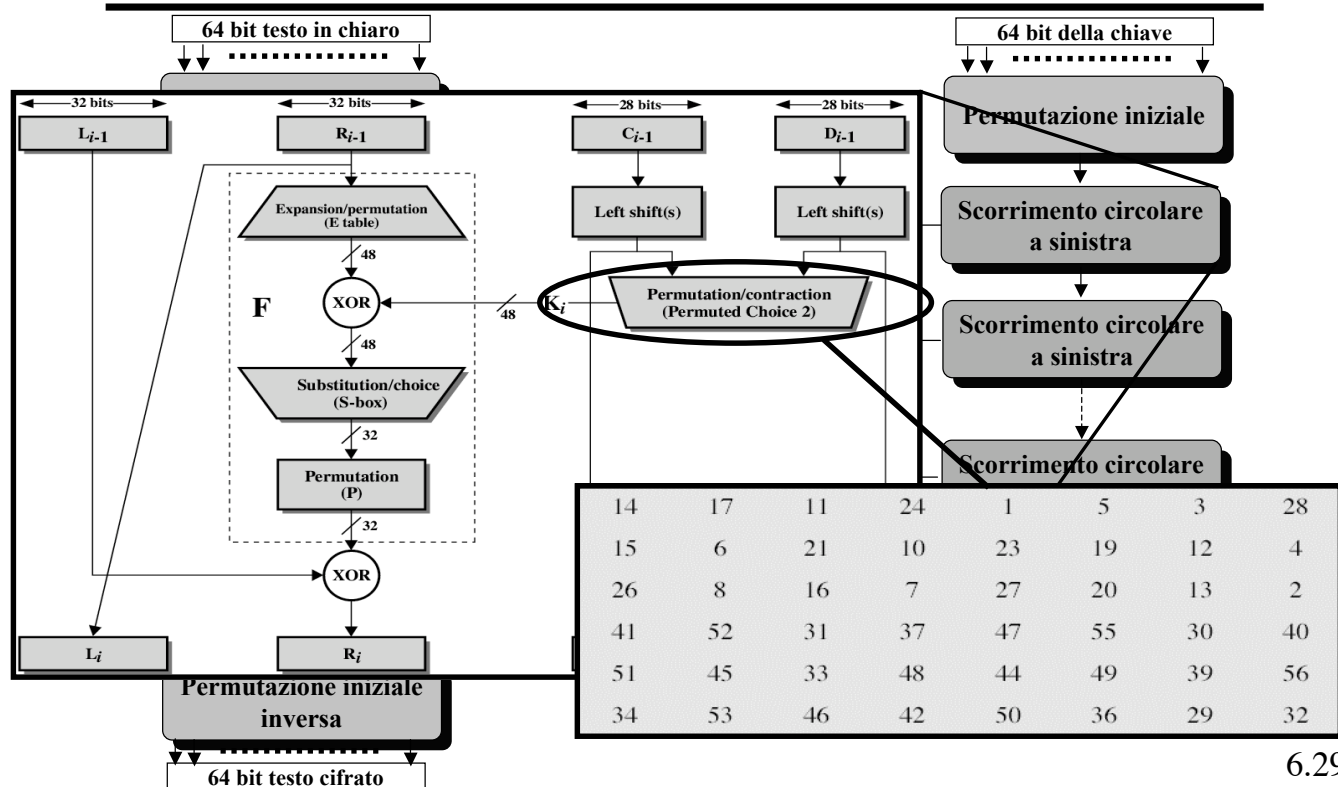 64 bit testo in chiaro
64 bit della chiave
32 bits
32 bits
28 bits
28 bits
Permutazione iniziale
Li-1
Ri-1
Ci-1
Di-1
Expansion/permutation
(E table)
Left shift(s)
Left shift(s)
Scorrimento circolare
a sinistra
48
F
XOR
48
Ki
Permutation/contraction
(Permuted Choice 2)
Scorrimento circolare
a sinistra
48
Substitution/choice
(S-box)
32
Permutation
(P)
32
Scorrimento circolare
XOR
14 17 11 24 1 5 3 28
15 6 21 10 23 19 12 4
26 8 16 7 27 20 13 2
41 52 31 37 47 55 30 40
51 45 33 48 44 49 39 56
34 53 46 42 50 36 29 32
Li
Ri
Permutazione iniziale
inversa
64 bit testo cifrato
6.29